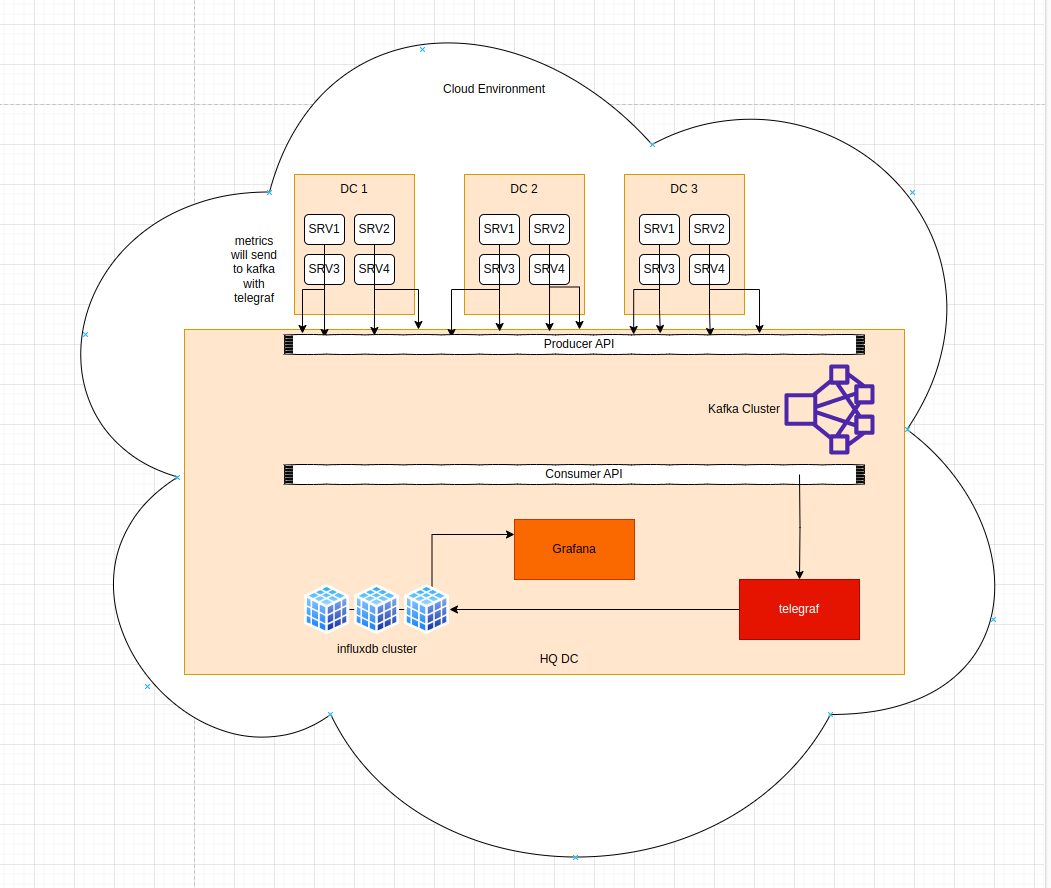 Cloud Environment
DC 1
DC 2
DC 3
SRV1
SRV2
SRV1
SRV2
SRV1
SRV2
metrics
will send
to kafka
with
telegraf
SRV3
SRV4
SRV3
SRV4
SRV3
SRV4
Producer API
Kafka Cluster
Consumer API
Grafana
telegraf
influxdb cluster
HQ DC